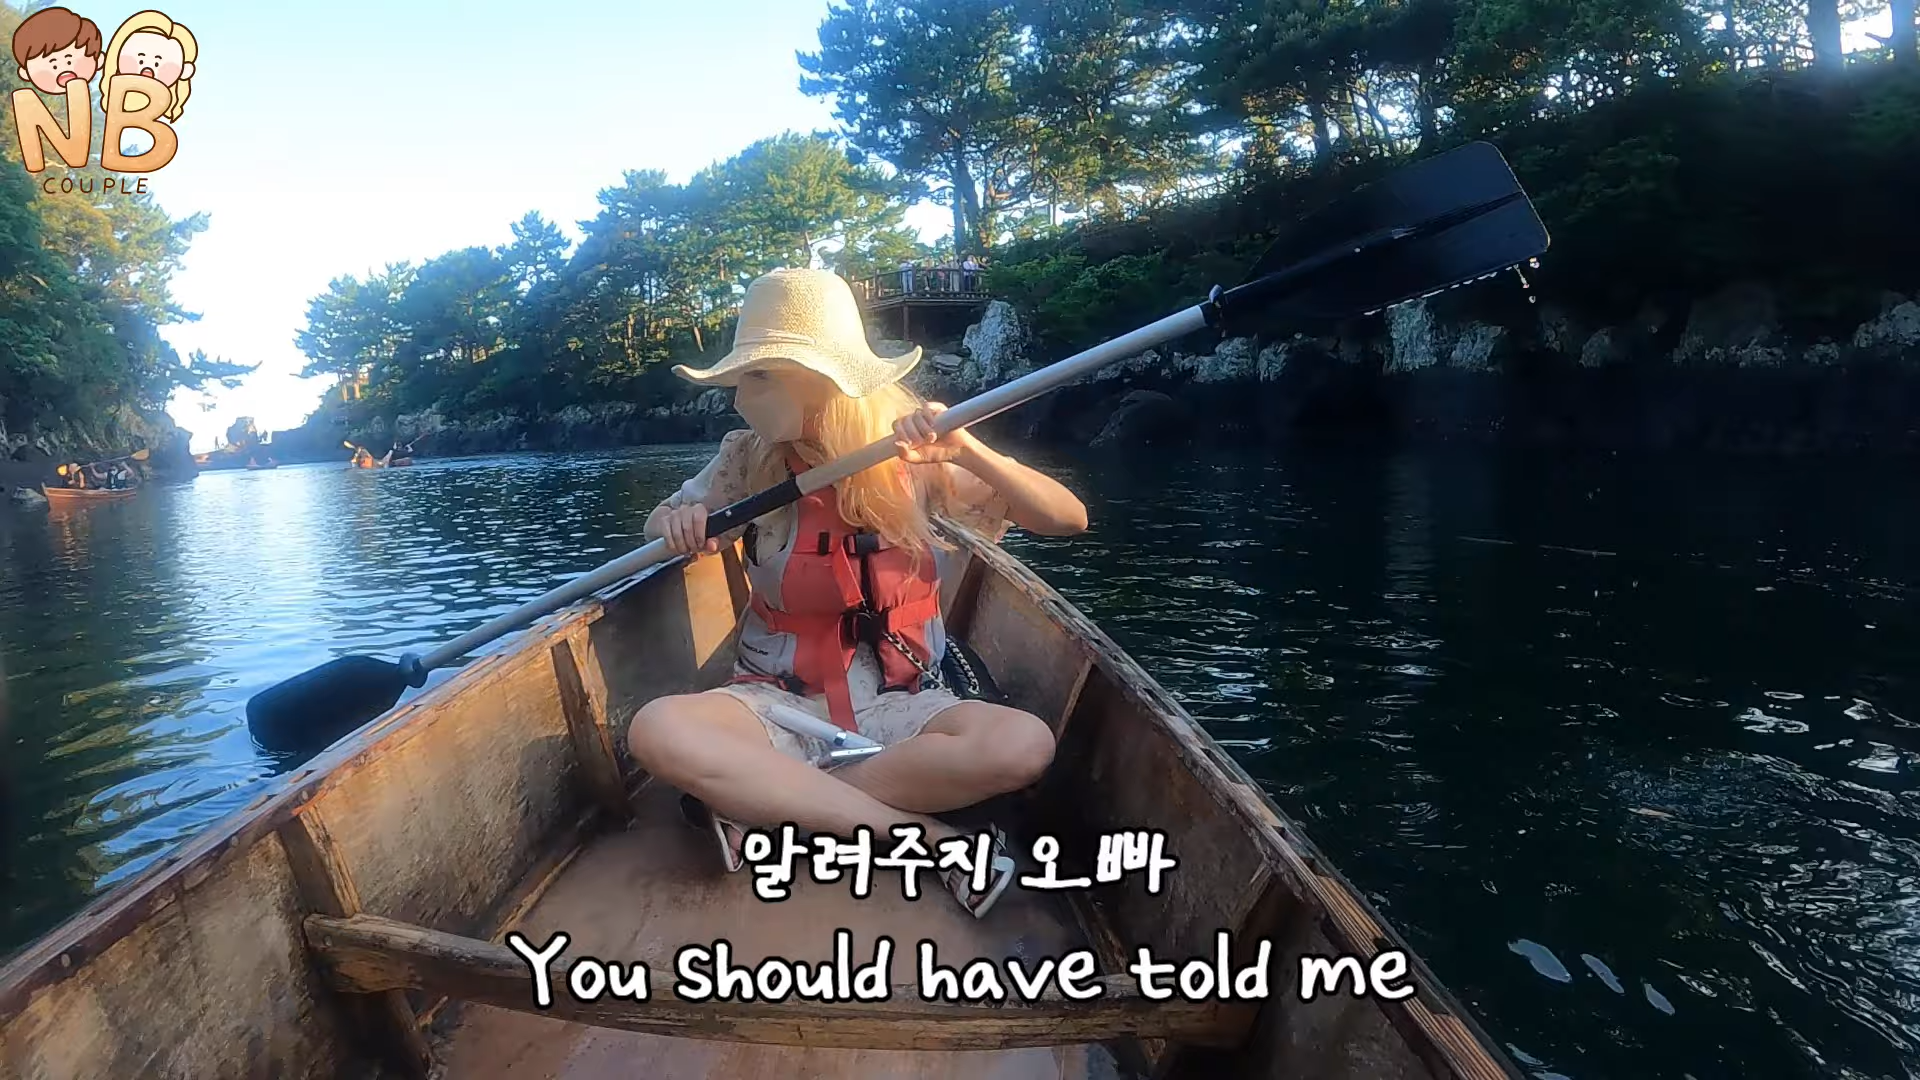 NB
COUPLE
알려주지 오빠
You should have told me